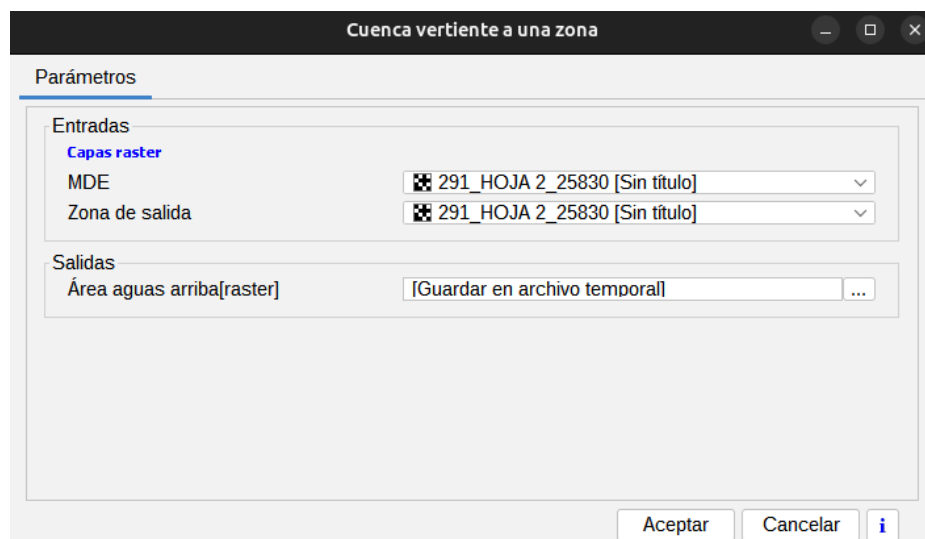 Cuenca vertiente a una zona
Parámetros
Entradas
Capas raster
MDE 291_HOJA 2_25830 [Sin título]
Zona de salida 291_HOJA 2_25830 [Sin título]
Salidas
Área aguas arriba[raster] [Guardar en archivo temporal] ...
Aceptar Cancelar i